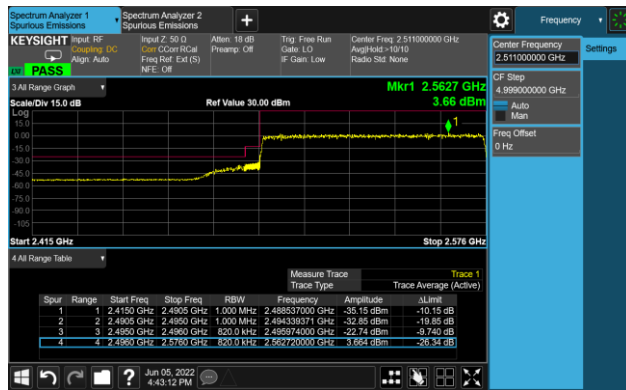 Spectrum Analyzer 1
Spurious Emissions
Spectrum Analyzer 2
Spurious Emissions
Frequency
KEYSIGHT
Input: RF
Coupling: DC
Align: Auto
Input Z: 50 Ω
Corr CCorr RCal
Freq Ref: Ext (S)
NFE: Off
Atten: 18 dB
Preamp: Off
Trig: Free Run
Gate: LO
IF Gain: Low
Center Freq: 2.511000000 GHz
Avg|Hold:>10/10
Radio Std: None
PASS
Center Frequency
2.511000000 GHz
Settings
CF Step
4.999000000 GHz
Auto
Man
Freq Offset
0 Hz
3 All Range Graph
Mkr1 2.5627 GHz
3.66 dBm
Scale/Div 15.0 dB
Ref Value 30.00 dBm
Log
15.0
0.00
-15.0
-30.0
-45.0
-60.0
-75.0
-90.0
-105
1
Start 2.415 GHz
Stop 2.576 GHz
4 All Range Table
Measure Trace Trace 1
Trace Type Trace Average (Active)
Spur Range Start Freq Stop Freq RBW Frequency Amplitude ΔLimit
1 1 2.4150 GHz 2.4905 GHz 1.000 MHz 2.488537000 GHz -35.15 dBm -10.15 dB
2 2 2.4905 GHz 2.4950 GHz 1.000 MHz 2.494339371 GHz -32.85 dBm -19.85 dB
3 3 2.4950 GHz 2.4960 GHz 820.0 kHz 2.495974000 GHz -22.74 dBm -9.740 dB
4 4 2.4960 GHz 2.5760 GHz 820.0 kHz 2.562720000 GHz 3.664 dBm -26.34 dB
Jun 05, 2022
4:43:12 PM